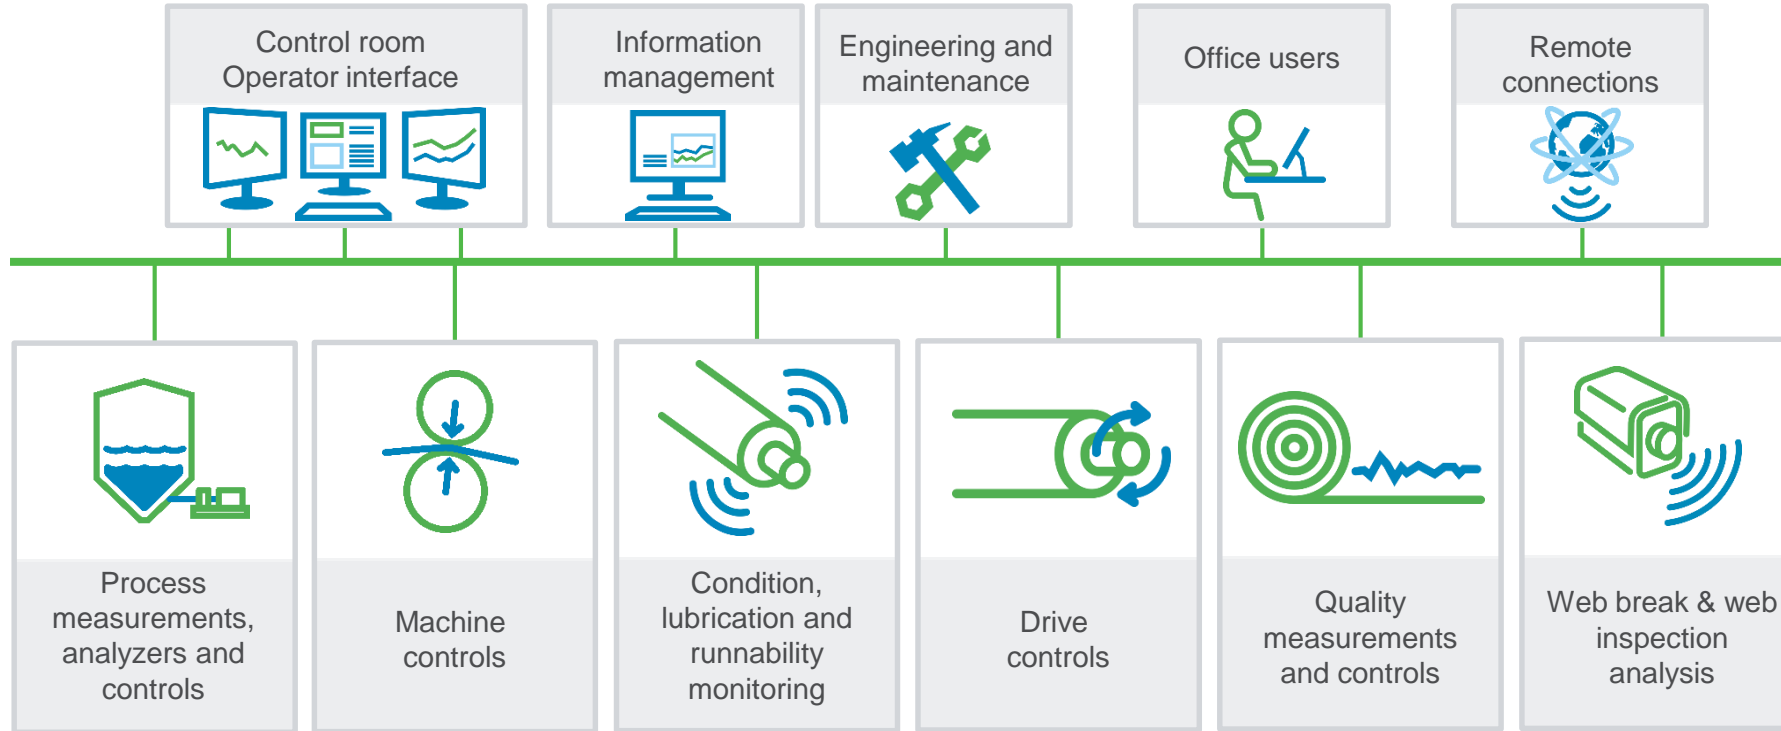 Control room
Operator interface
Information
management
Engineering and
maintenance
Office users
Remote
connections
Process
measurements,
analyzers and
controls
Machine
controls
Condition,
lubrication and
runnability
monitoring
Drive
controls
Quality
measurements
and controls
Web break & web
inspection
analysis